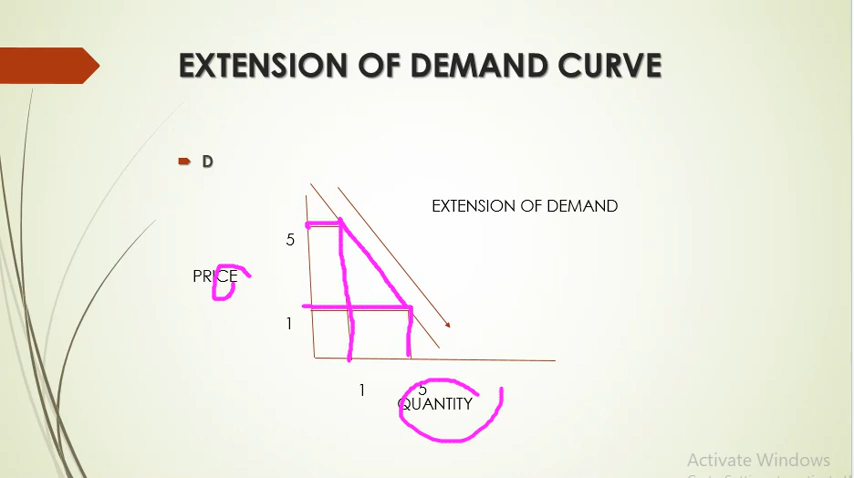 EXTENSION OF DEMAND CURVE
D
EXTENSION OF DEMAND
5
PRICE
1
1
5
QUANTITY
Activate Windows